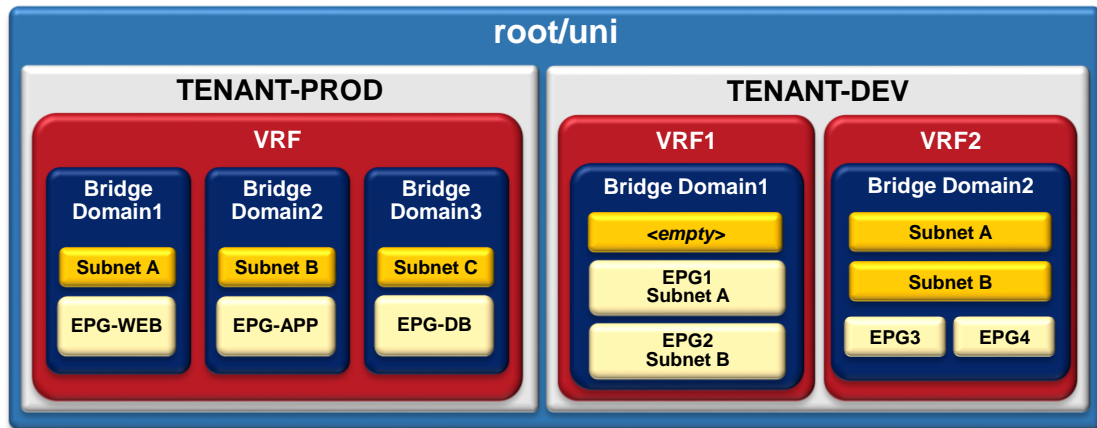 root/uni
TENANT-PROD
VRF
Bridge
Domain1
Subnet A
EPG-WEB
Bridge
Domain2
Subnet B
EPG-APP
Bridge
Domain3
Subnet C
EPG-DB
TENANT-DEV
VRF1
Bridge Domain1
<empty>
EPG1
Subnet A
EPG2
Subnet B
VRF2
Bridge Domain2
Subnet A
Subnet B
EPG3
EPG4